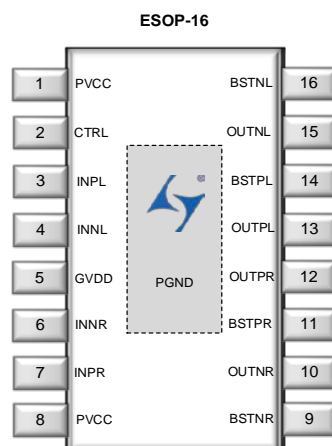 ESOP-16
1 PVCC BSTNL 16
2 CTRL OUTNL 15
3 INPL BSTPL 14
4 INNL OUTPL 13
5 GVDD OUTPR 12
PGND
6 INNR BSTPR 11
7 INPR OUTNR 10
8 PVCC BSTNR 9